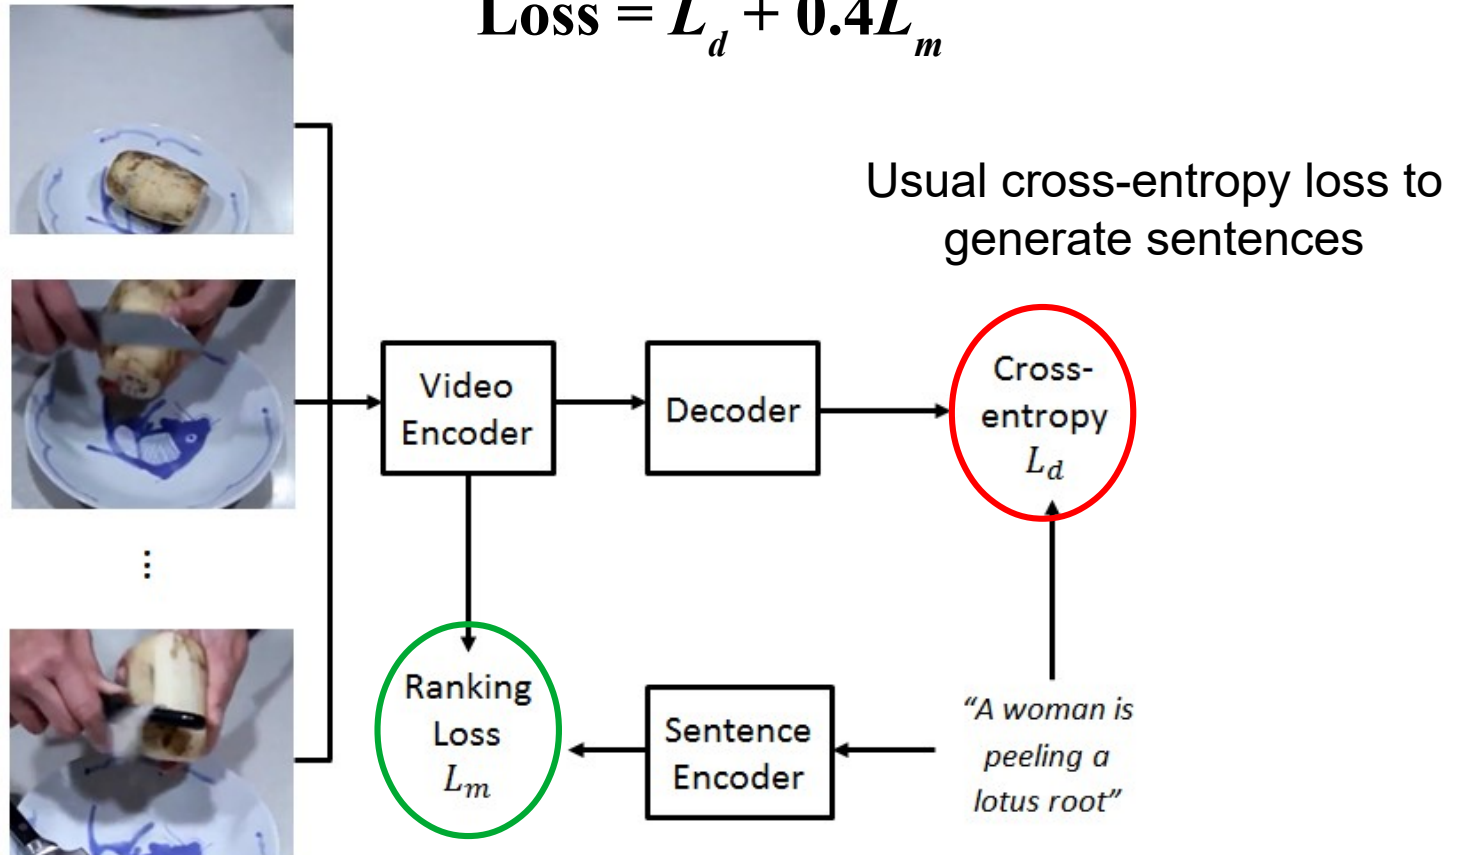 Loss = L_d + 0.4L_m
Usual cross-entropy loss to
generate sentences
Video
Encoder
Decoder
Cross-
entropy
L_d
⋮
Ranking
Loss
L_m
Sentence
Encoder
“A woman is
peeling a
lotus root”